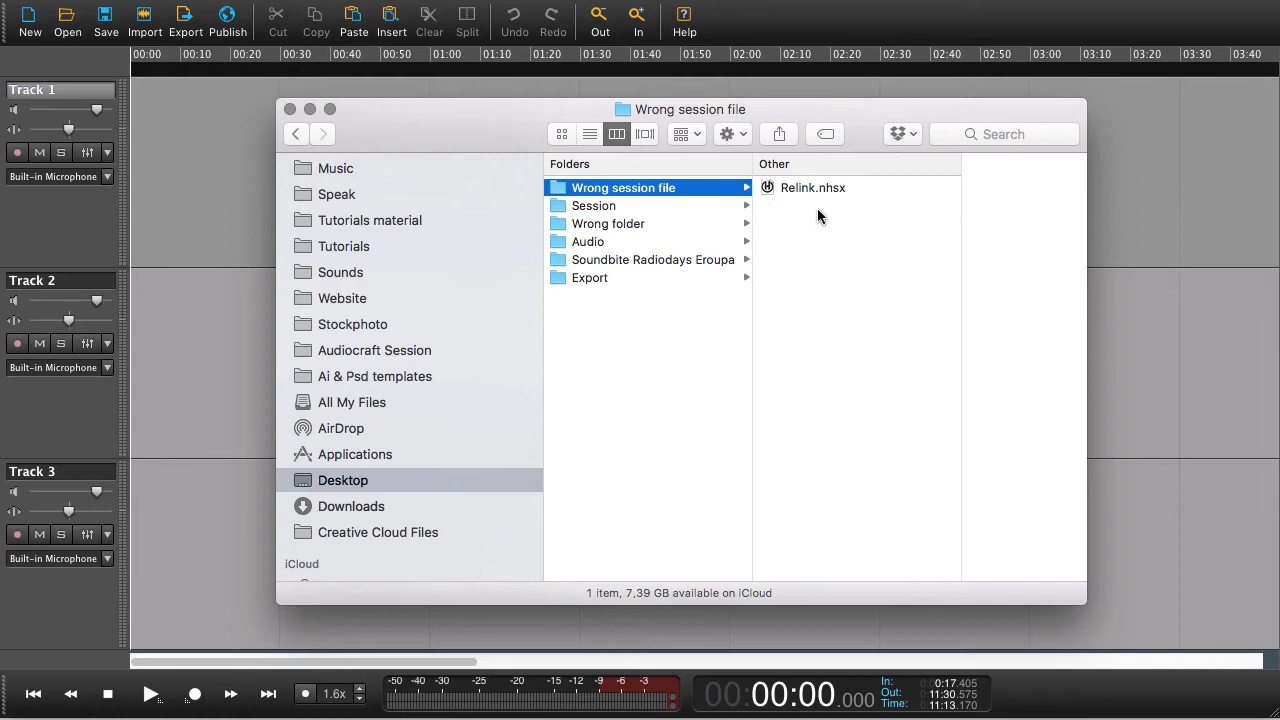 New Open Save Import Export Publish Cut Copy Paste Insert Clear Split Undo Redo Out In Help
00:00 00:10 00:20 00:30 00:40 00:50 01:00 01:10 01:20 01:30 01:40 01:50 02:00 02:10 02:20 02:30 02:40 02:50 03:00 03:10 03:20 03:30 03:40
Track 1
M S
Built-in Microphone
Track 2
M S
Built-in Microphone
Track 3
M S
Built-in Microphone
Wrong session file
Search
Music
Speak
Tutorials material
Tutorials
Sounds
Website
Stockphoto
Audiocraft Session
Ai & Psd templates
All My Files
AirDrop
Applications
Desktop
Downloads
Creative Cloud Files
iCloud
Folders
Wrong session file
Session
Wrong folder
Audio
Soundbite Radiodays Eroupa
Export
Other
Relink.nhsx
1 item, 7,39 GB available on iCloud
1.6x
-50 -40 -30 -25 -20 -15 -12 -9 -6 -3
00:00:00.000
In: 0:0:17.405
Out: 0:11:30.575
Time: 0:11:13.170